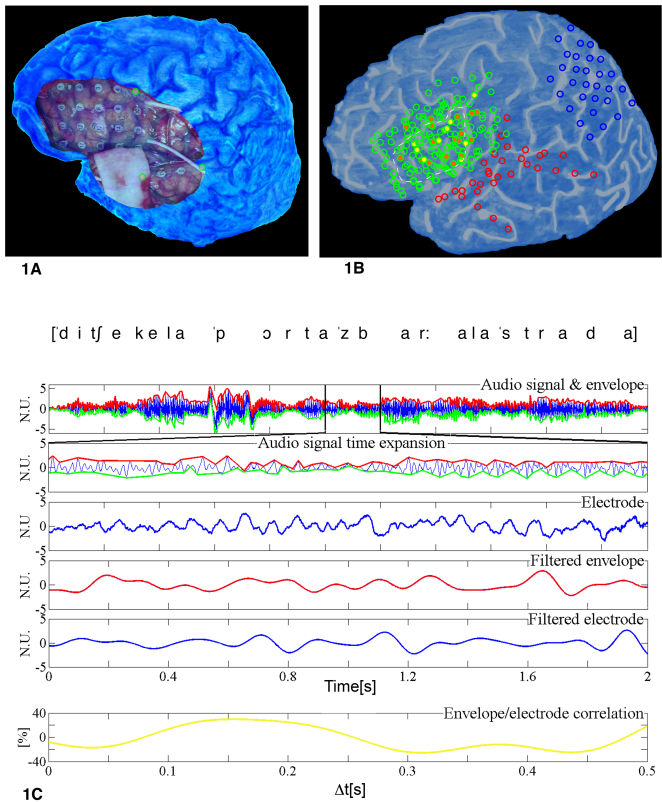 1A
1B
[ˈd i tʃ e k e l a ˈp ɔ r t a ˈz b a r: a l a ˈs t r a d a]
Audio signal & envelope
N.U.
5
0
-5
Audio signal time expansion
N.U.
5
0
5
Electrode
N.U
5
0
-5
Filtered envelope
N.U.
5
0
5
Filtered electrode
N.U.
5
0
5
0 0.4 0.8 1.2 1.6 2
Time[s]
Envelope/electrode correlation
[%]
40
0
-40
0 0.1 0.2 0.3 0.4 0.5
Δt[s]
1C